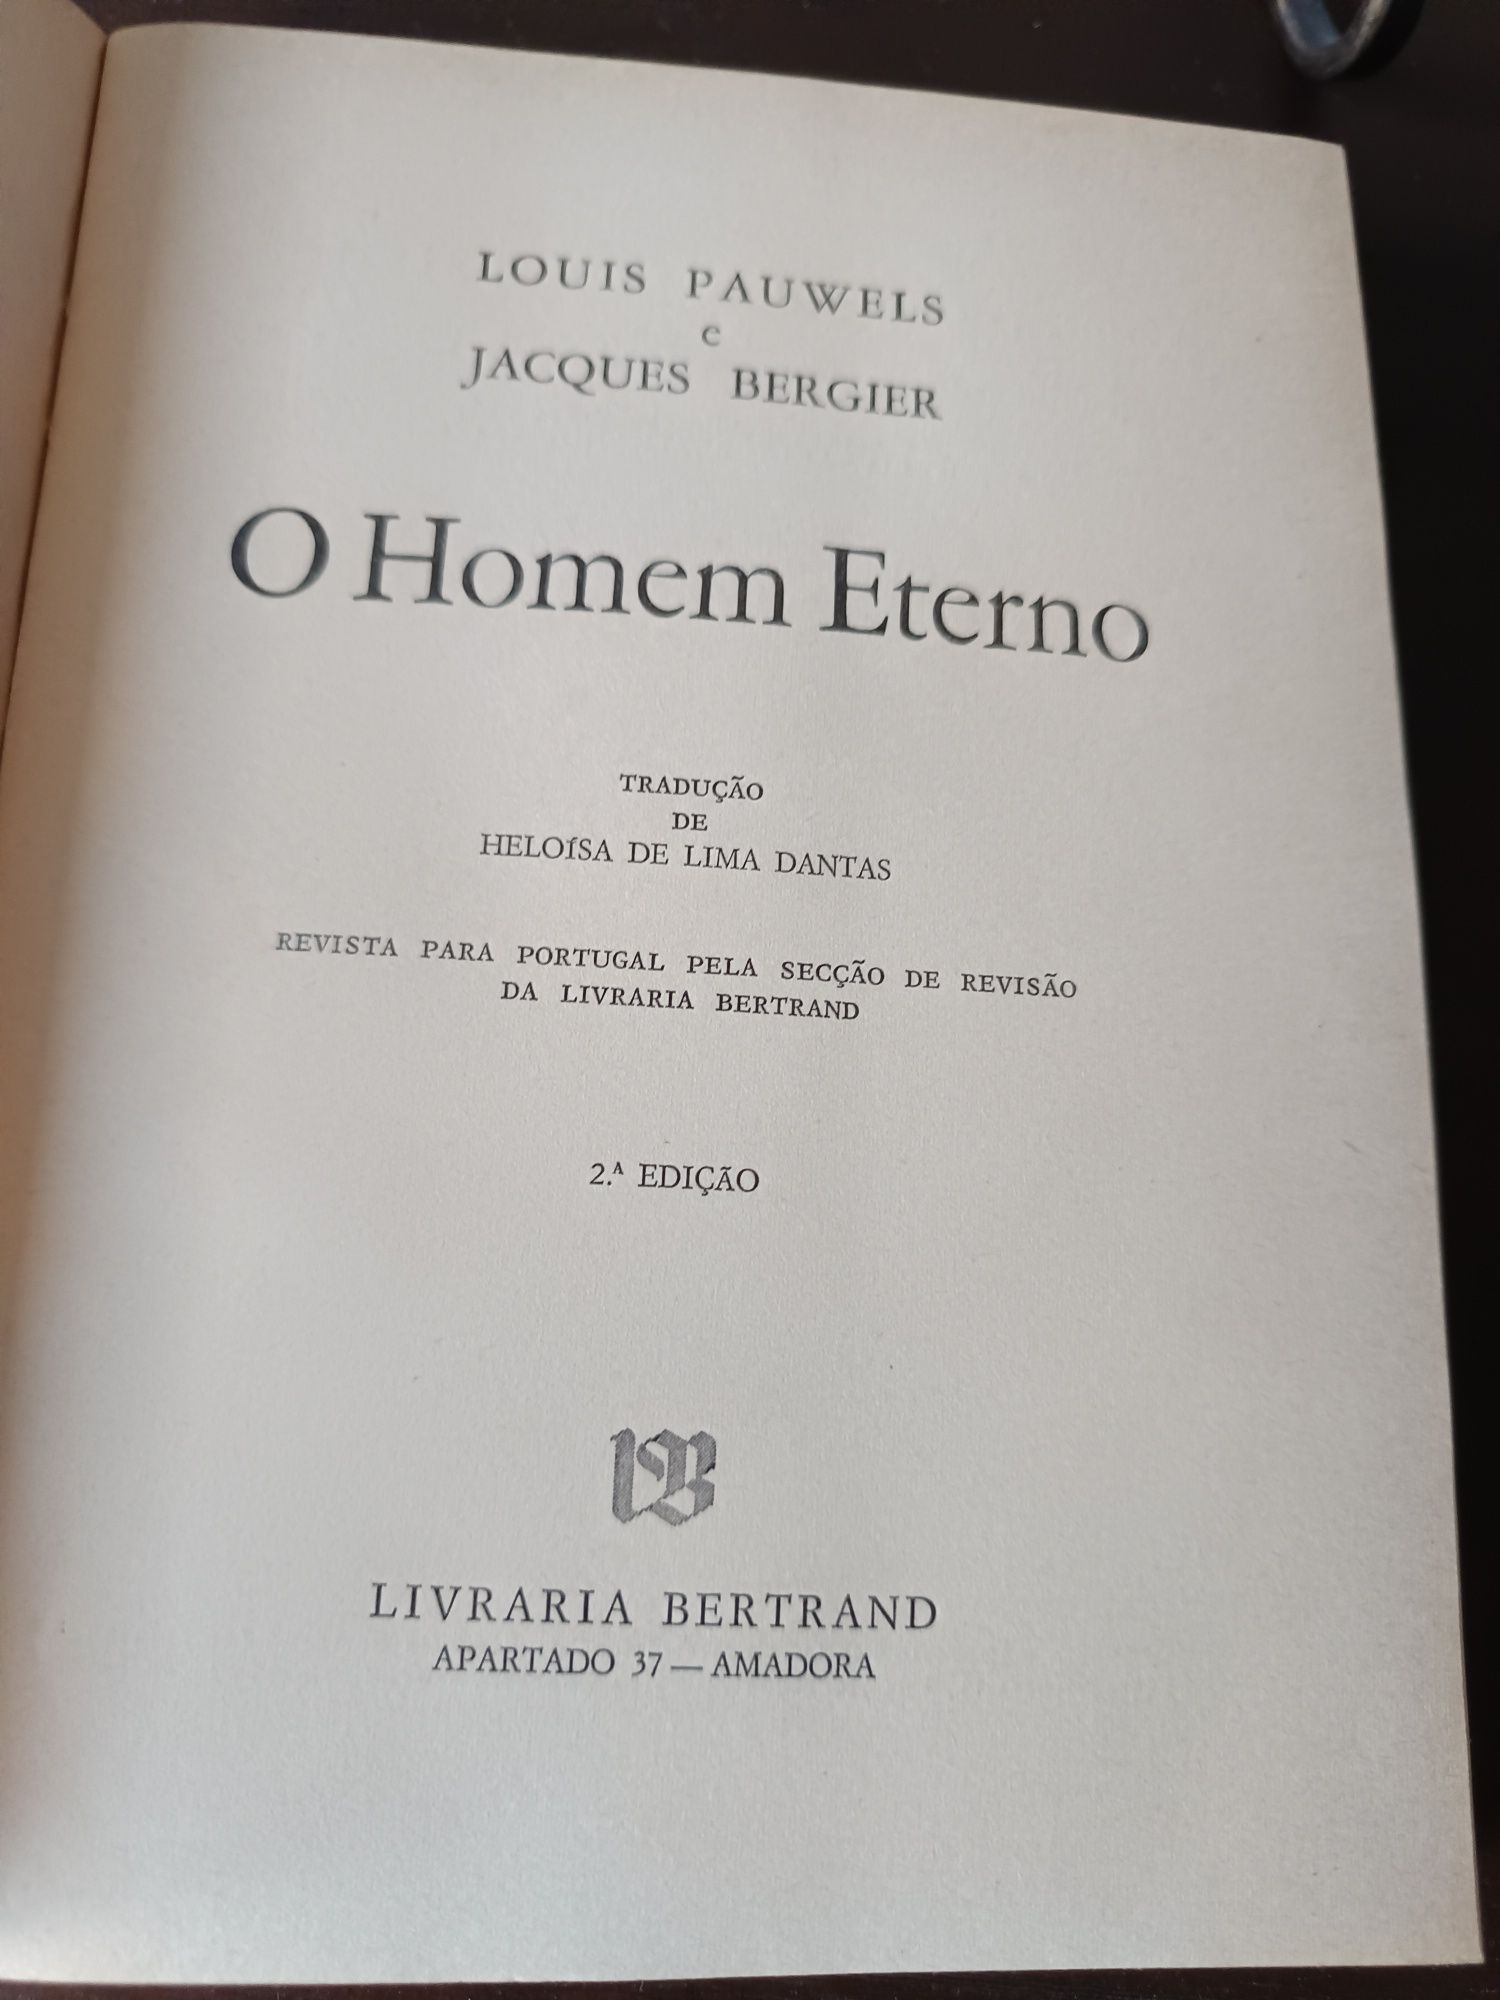 LOUIS PAUWELS
e
JACQUES BERGIER
O Homem Eterno
TRADUÇÃO
DE
HELOÍSA DE LIMA DANTAS
REVISTA PARA PORTUGAL PELA SECÇÃO DE REVISÃO
DA LIVRARIA BERTRAND
2.ᴬ EDIÇÃO
lB
LIVRARIA BERTRAND
APARTADO 37 — AMADORA